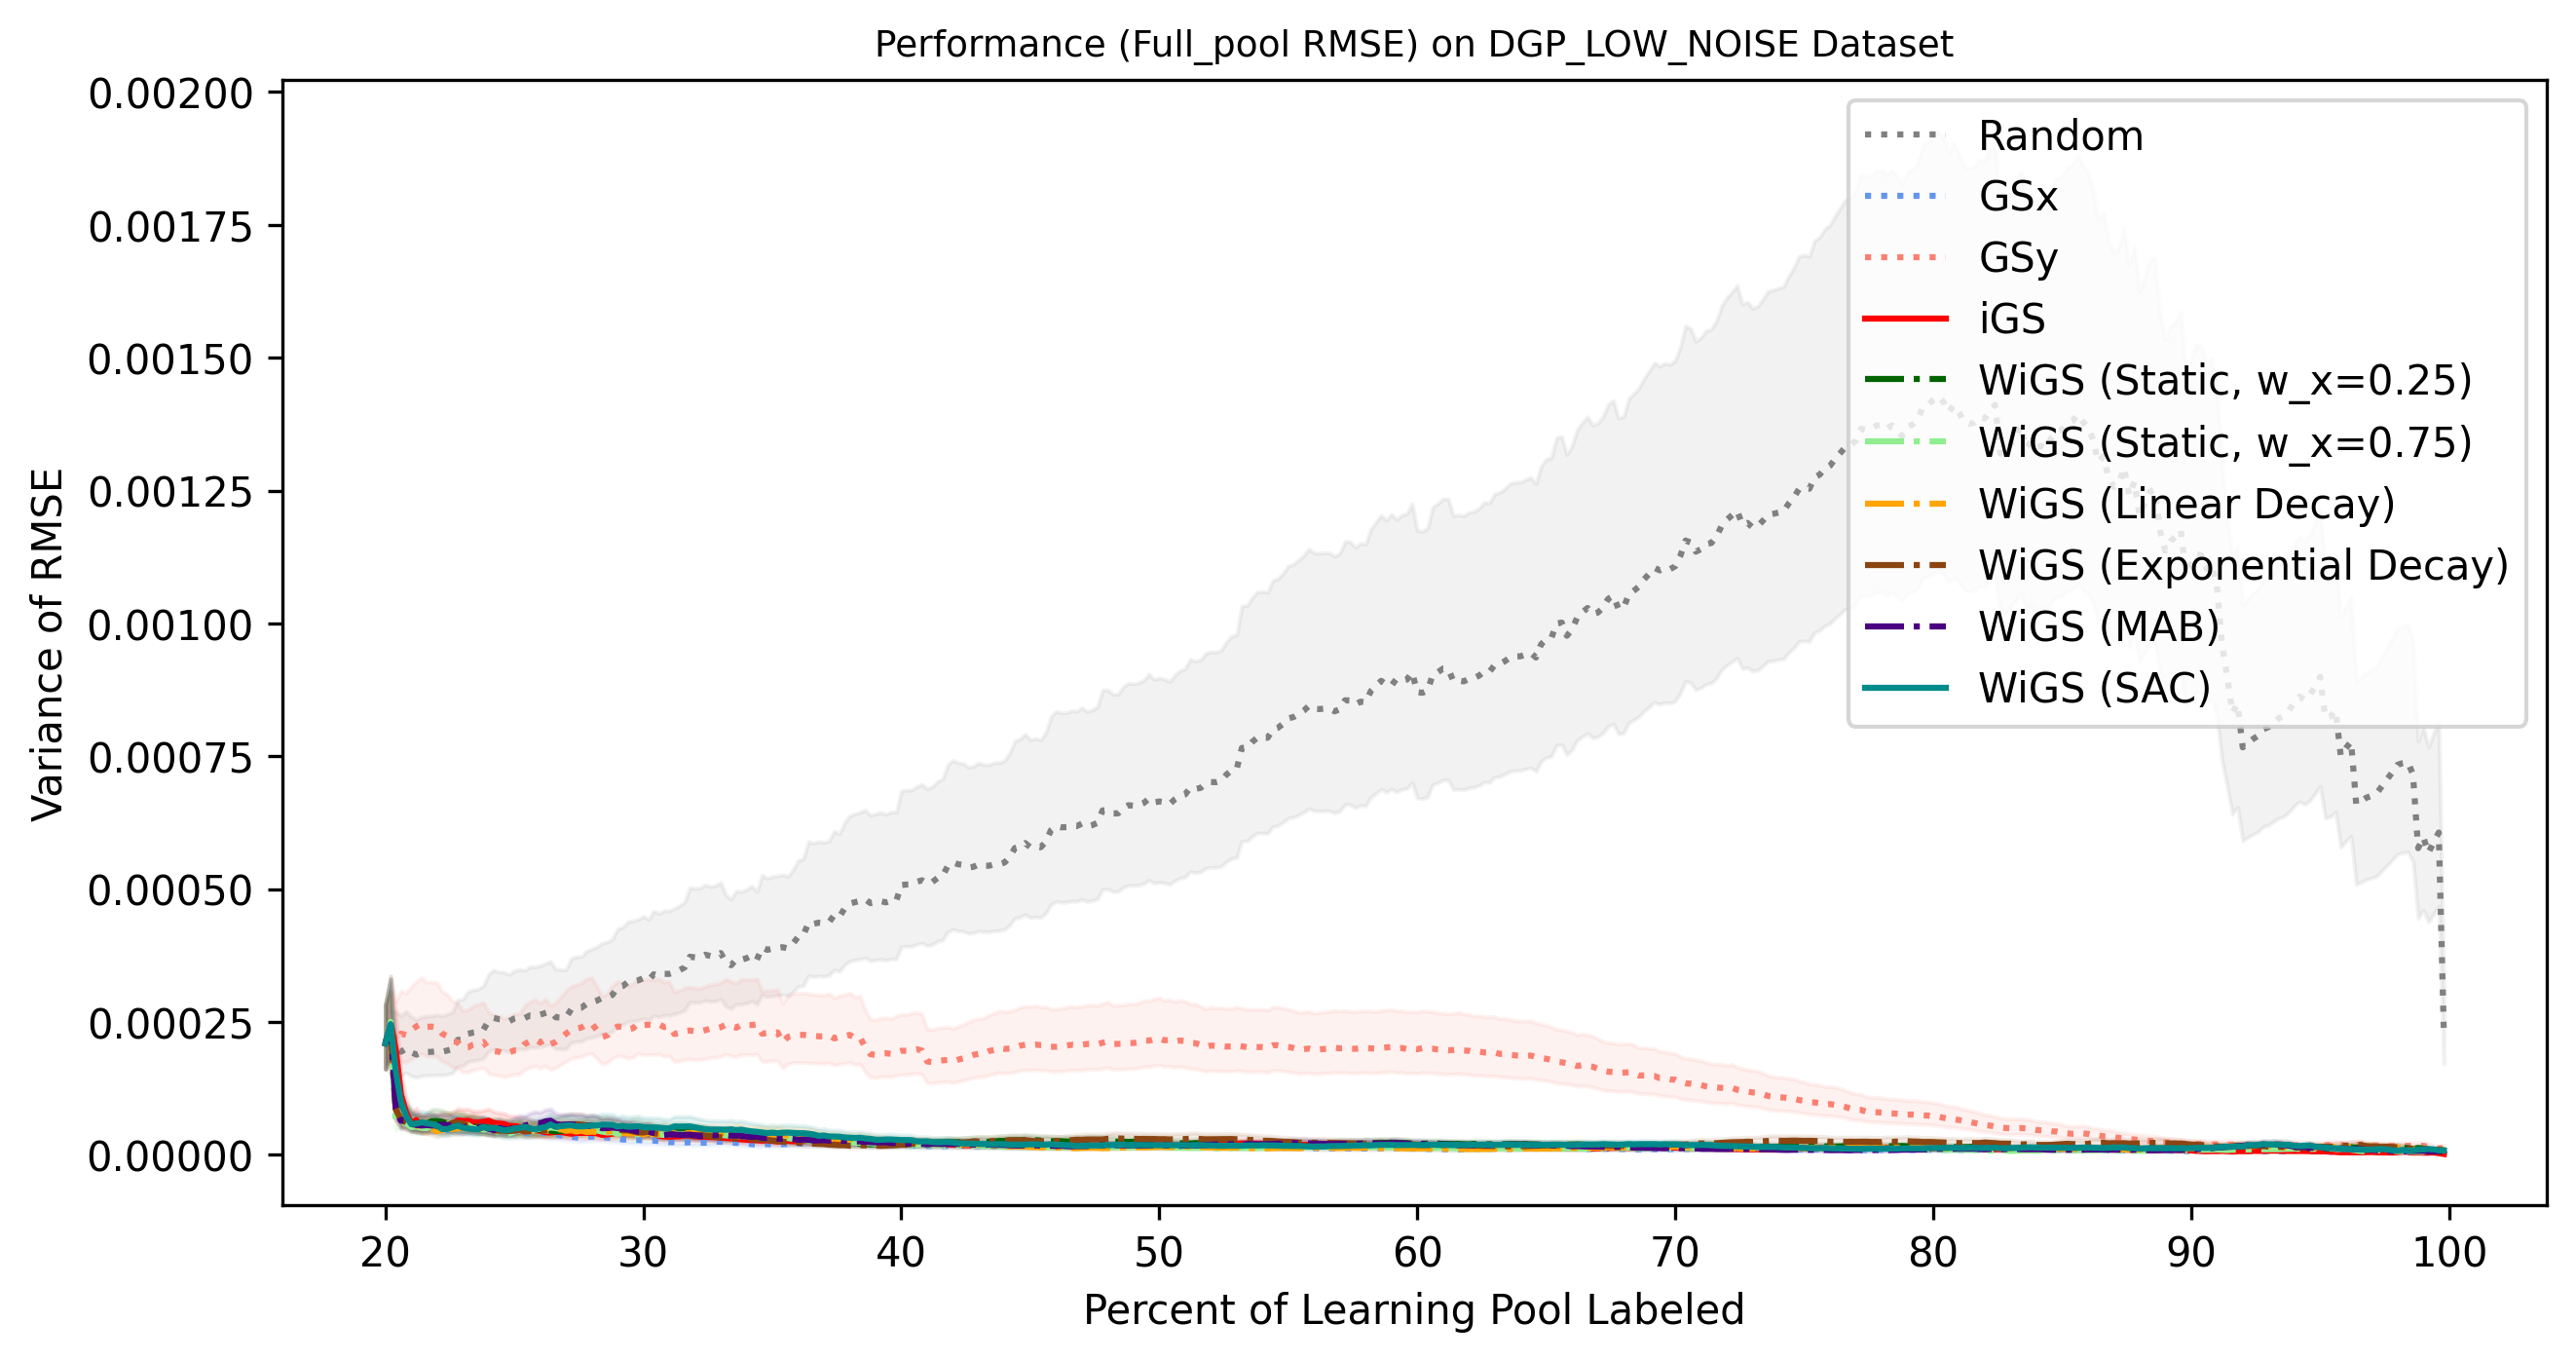 Performance (Full_pool RMSE) on DGP_LOW_NOISE Dataset
Variance of RMSE
0.00200
0.00175
0.00150
0.00125
0.00100
0.00075
0.00050
0.00025
0.00000
Random
GSx
GSy
iGS
WiGS (Static, w_x=0.25)
WiGS (Static, w_x=0.75)
WiGS (Linear Decay)
WiGS (Exponential Decay)
WiGS (MAB)
WiGS (SAC)
20 30 40 50 60 70 80 90 100
Percent of Learning Pool Labeled